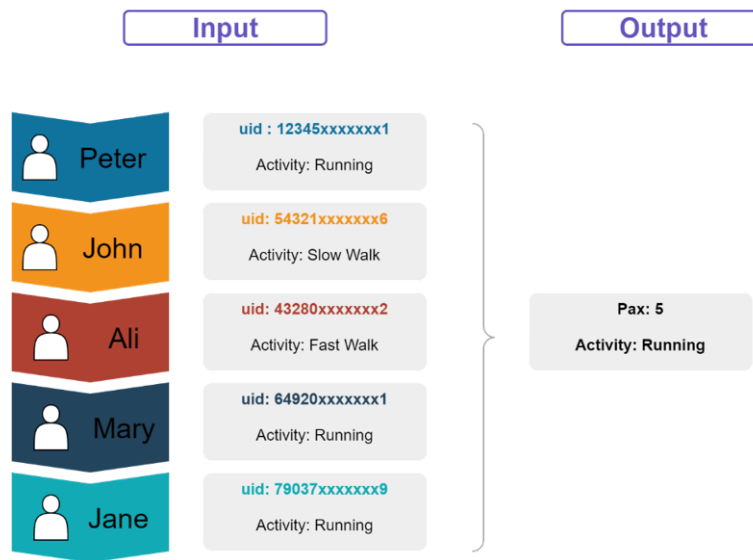 Input
Output
Peter
uid : 12345xxxxxxx1
Activity: Running
John
uid: 54321xxxxxxx6
Activity: Slow Walk
Ali
uid: 43280xxxxxxx2
Activity: Fast Walk
Pax: 5
Activity: Running
Mary
uid: 64920xxxxxxx1
Activity: Running
Jane
uid: 79037xxxxxxx9
Activity: Running